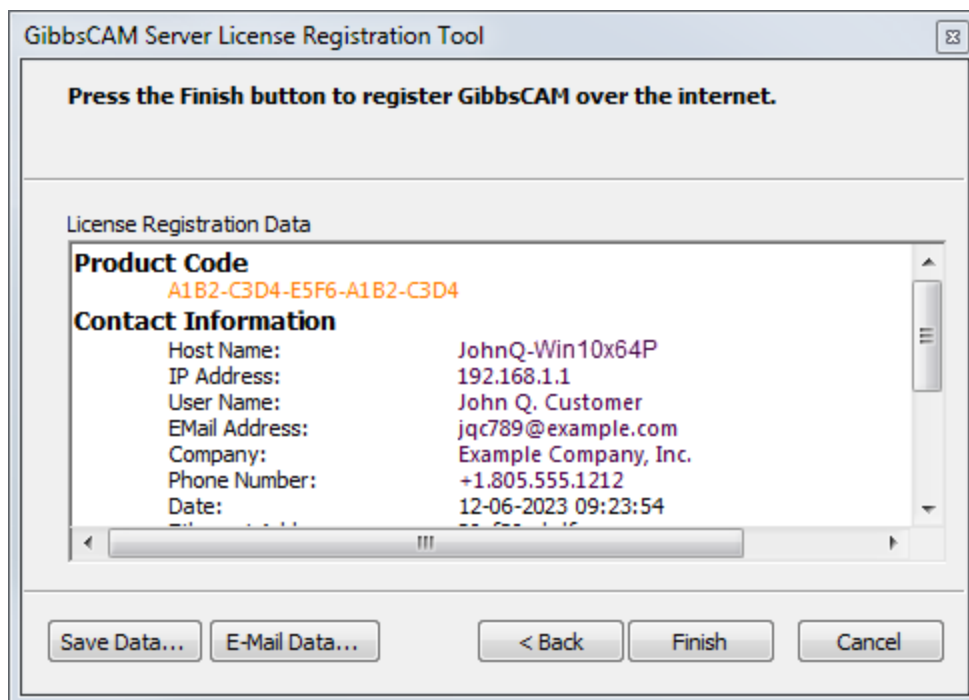 GibbsCAM Server License Registration Tool
Press the Finish button to register GibbsCAM over the internet.
License Registration Data
Product Code
A1B2-C3D4-E5F6-A1B2-C3D4
Contact Information
Host Name: JohnQ-Win10x64P
IP Address: 192.168.1.1
User Name: John Q. Customer
EMail Address: jqc789@example.com
Company: Example Company, Inc.
Phone Number: +1.805.555.1212
Date: 12-06-2023 09:23:54
Save Data... E-Mail Data... < Back Finish Cancel